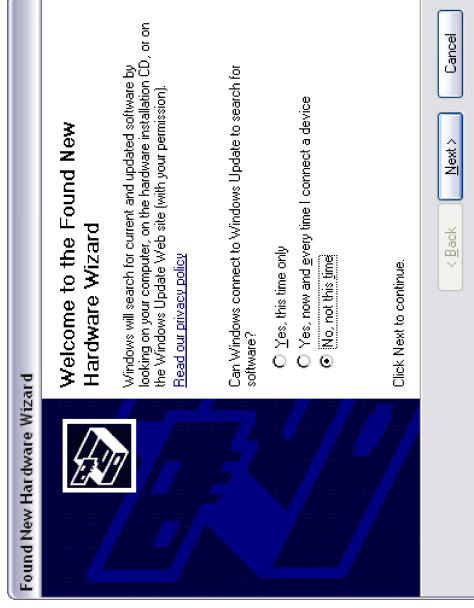 Found New Hardware Wizard
Welcome to the Found New
Hardware Wizard
Windows will search for current and updated software by
looking on your computer, on the hardware installation CD, or on
the Windows Update Web site (with your permission).
Read our privacy policy
Can Windows connect to Windows Update to search for
software?
Yes, this time only
Yes, now and every time I connect a device
No, not this time
Click Next to continue.
< Back
Next >
Cancel